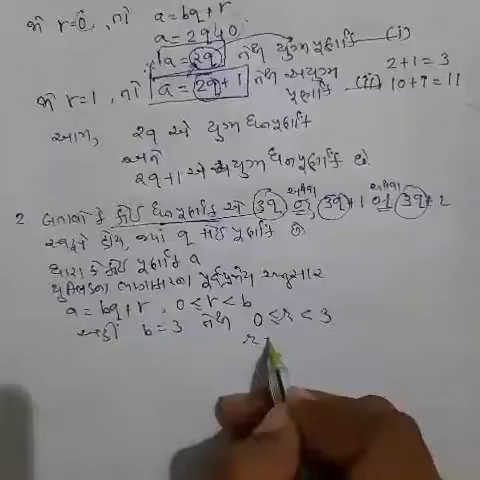 જો r=0, તો a = bq + r
a = 2q+0
a = 2q તેથી યુગ્મ પૂર્ણાંક (i)
જો r=1, તો a = 2q+1 તેથી અયુગ્મ પૂર્ણાંક (ii)
2+1 = 3
10+1 = 11
આમ, 2q એ યુગ્મ ધનપૂર્ણાંક
અને
2q+1 એ અયુગ્મ ધનપૂર્ણાંક છે
2 બતાવો કે કોઈ ધન પૂર્ણાંક એ 3q અથવા 3q+1 અથવા 3q+2
સ્વરૂપે હોય, જ્યાં q કોઈ પૂર્ણાંક છે
ધારો કે કોઈ પૂર્ણાંક a
યુક્લિડના ભાગાકારના પૂર્વપ્રમેય અનુસાર
a = bq+r, 0 ≤ r < b
અહીં b = 3 તેથી 0 ≤ r < 3